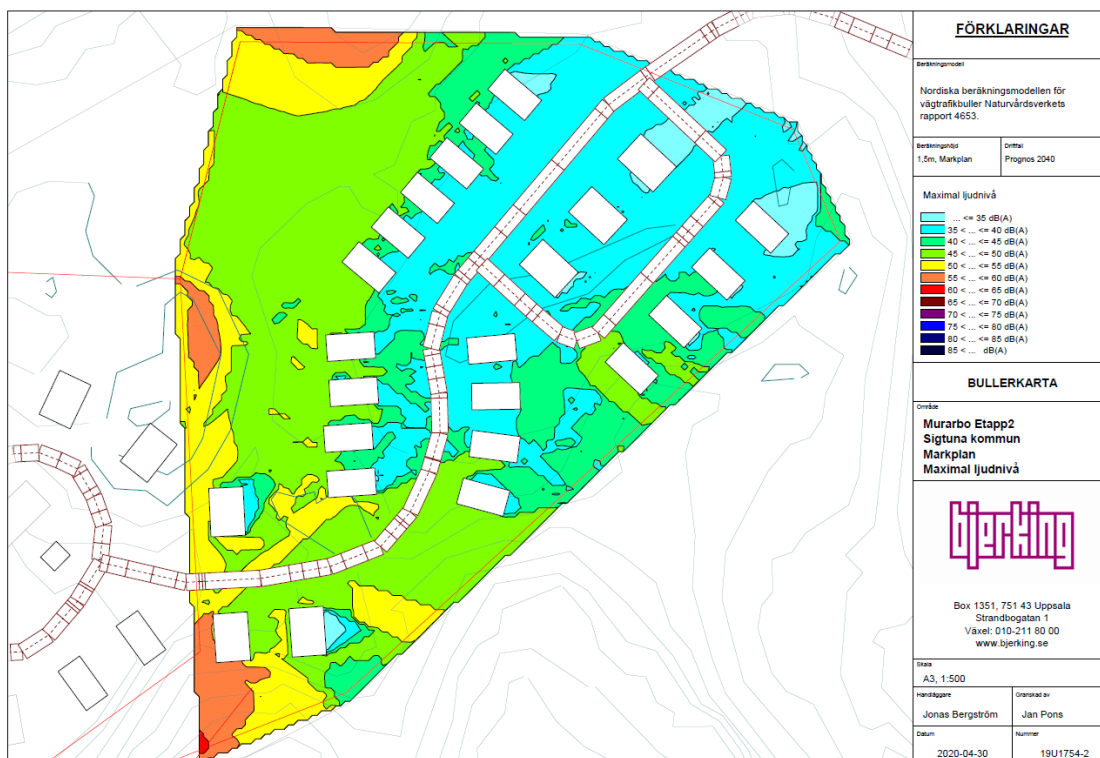 FÖRKLARINGAR
Beräkningsmodell
Nordiska beräkningsmodellen för
vägtrafikbuller Naturvårdsverkets
rapport 4653.
Beräkningshöjd
1,5m, Markplan
Driftfall
Prognos 2040
Maximal ljudnivå
... <= 35 dB(A)
35 < ... <= 40 dB(A)
40 < ... <= 45 dB(A)
45 < ... <= 50 dB(A)
50 < ... <= 55 dB(A)
55 < ... <= 60 dB(A)
60 < ... <= 65 dB(A)
65 < ... <= 70 dB(A)
70 < ... <= 75 dB(A)
75 < ... <= 80 dB(A)
80 < ... <= 85 dB(A)
85 < ... dB(A)
BULLERKARTA
Område
Murarbo Etapp2
Sigtuna kommun
Markplan
Maximal ljudnivå
bjerking
Box 1351, 751 43 Uppsala
Strandbogatan 1
Växel: 010-211 80 00
www.bjerking.se
Skala
A3, 1:500
Handläggare
Jonas Bergström
Granskad av
Jan Pons
Datum
2020-04-30
Nummer
19U1754-2